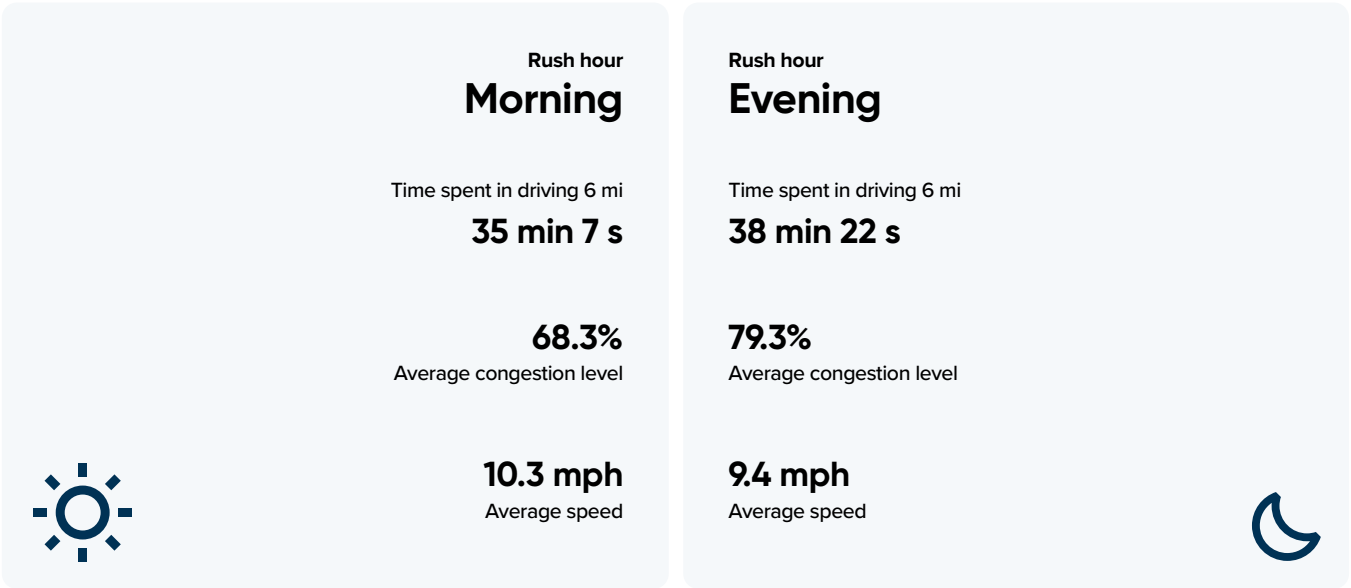 Rush hour
Morning
Time spent in driving 6 mi
35 min 7 s
68.3%
Average congestion level
10.3 mph
Average speed
Rush hour
Evening
Time spent in driving 6 mi
38 min 22 s
79.3%
Average congestion level
9.4 mph
Average speed